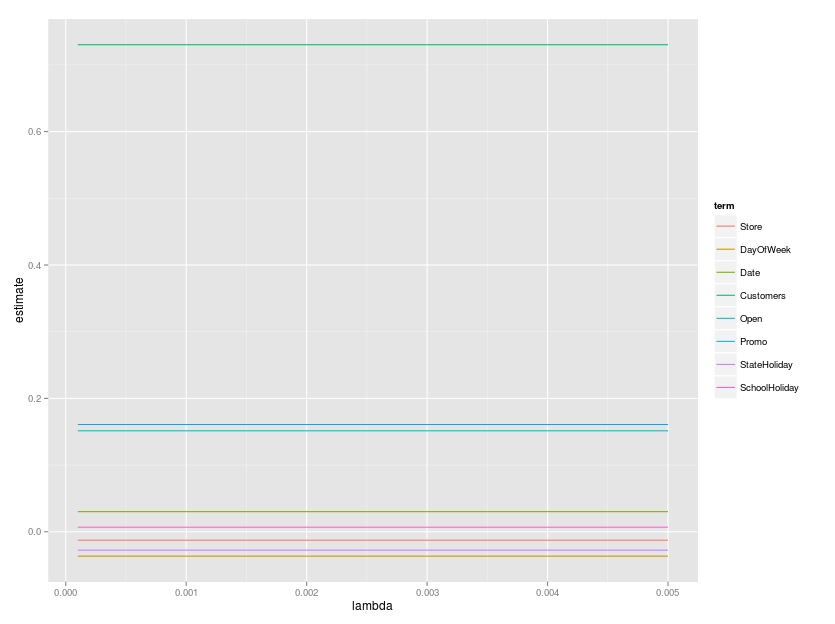 0.6
0.4
0.2
0.0
estimate
0.000 0.001 0.002 0.003 0.004 0.005
lambda
term
Store
DayOfWeek
Date
Customers
Open
Promo
StateHoliday
SchoolHoliday